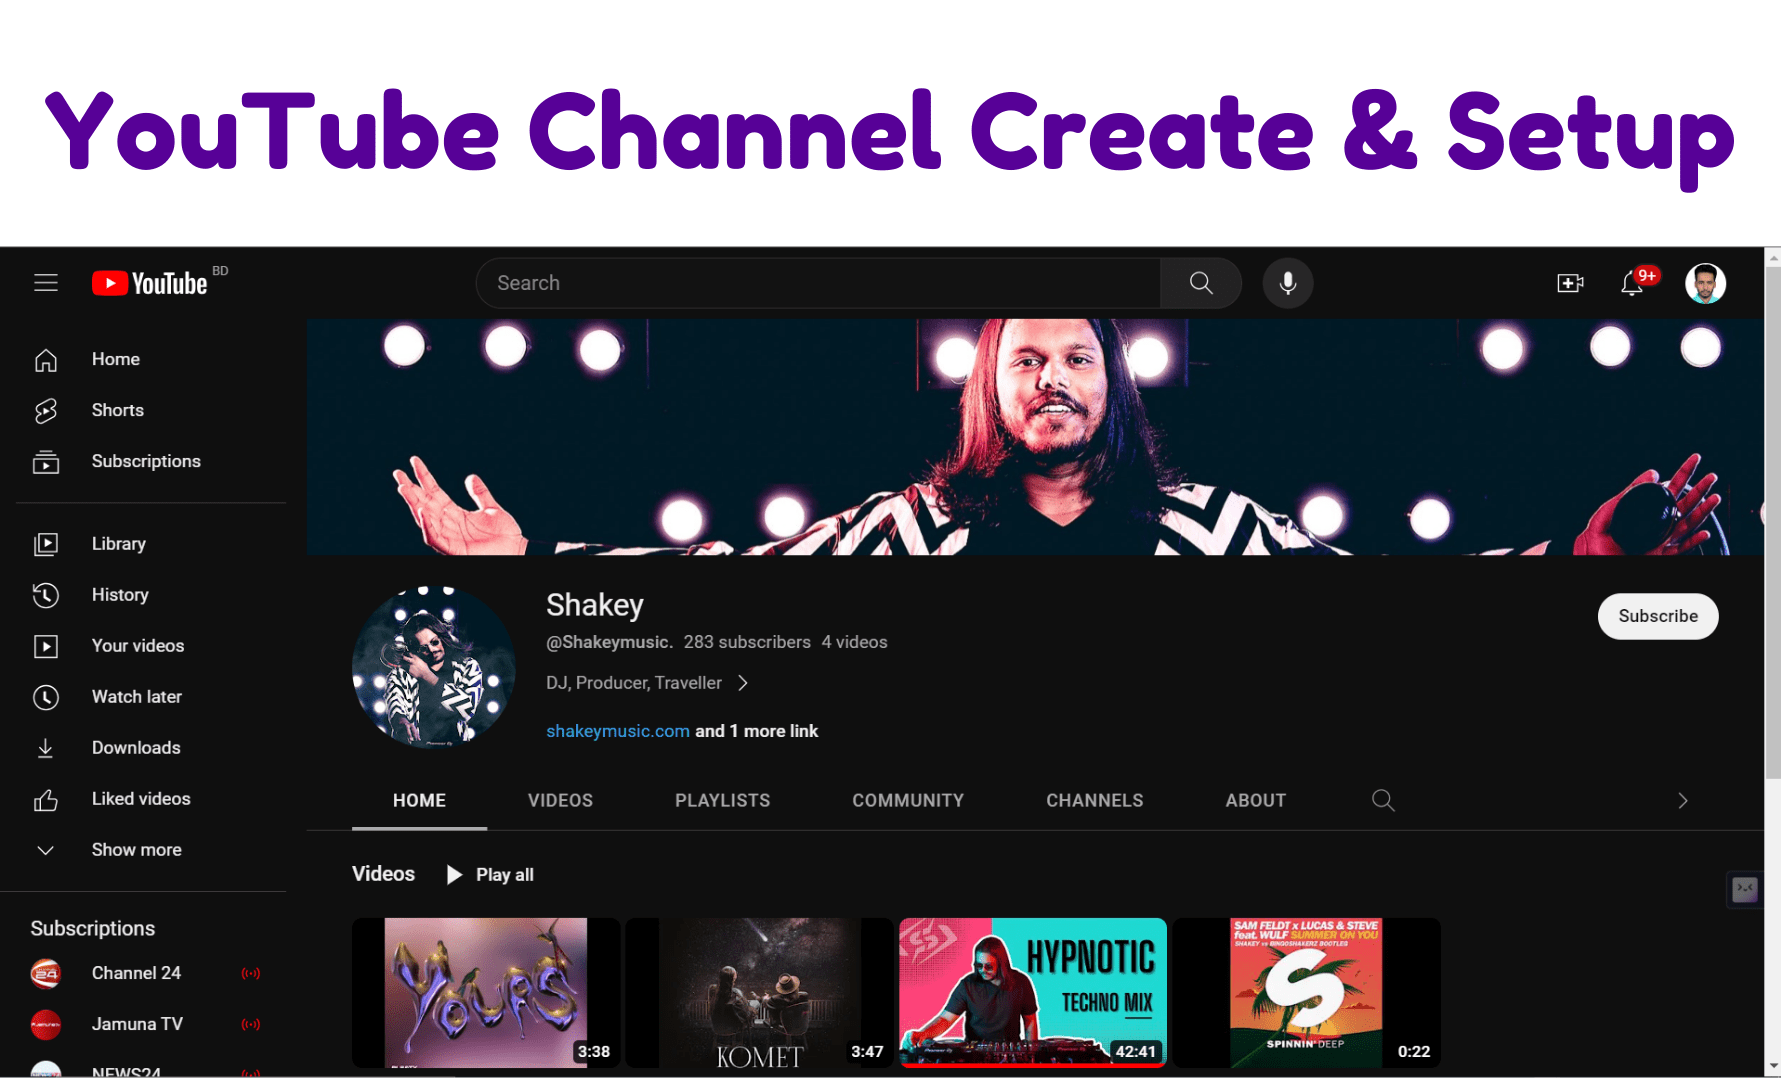 YouTube Channel Create & Setup
YouTube BD
Search
9+
Home
Shorts
Subscriptions
Library
History
Your videos
Watch later
Downloads
Liked videos
Show more
Subscriptions
Channel 24
Jamuna TV
NEWS24
Shakey
@Shakeymusic. 283 subscribers 4 videos
DJ, Producer, Traveller
shakeymusic.com and 1 more link
Subscribe
HOME VIDEOS PLAYLISTS COMMUNITY CHANNELS ABOUT
Videos Play all
YOURS
3:38
KOMET
3:47
HYPNOTIC
TECHNO MIX
42:41
SAM FELDT x LUCAS & STEVE
feat. WULF SUMMER ON YOU
SHAKEY vs BINGOSHAKERZ BOOTLEG
SPINNIN' DEEP
0:22